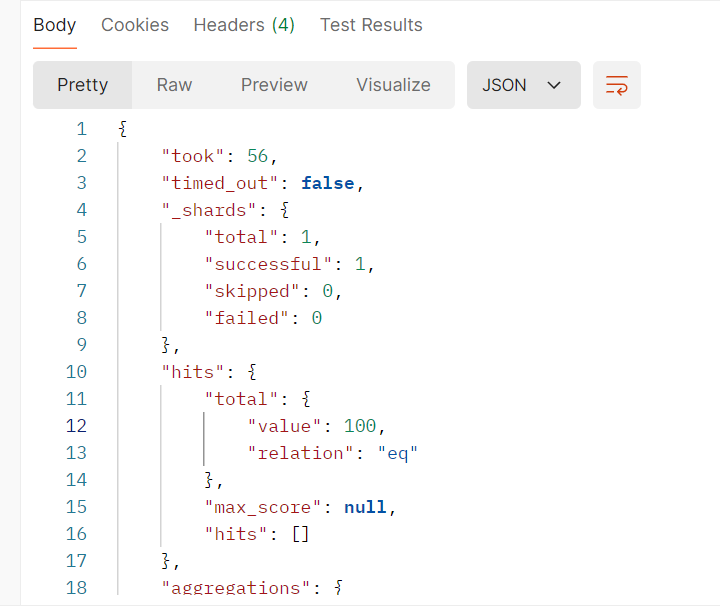 Body Cookies Headers (4) Test Results
Pretty Raw Preview Visualize JSON
1 {
2 "took": 56,
3 "timed_out": false,
4 "_shards": {
5 "total": 1,
6 "successful": 1,
7 "skipped": 0,
8 "failed": 0
9 },
10 "hits": {
11 "total": {
12 "value": 100,
13 "relation": "eq"
14 },
15 "max_score": null,
16 "hits": []
17 },
18 "aggregations": {